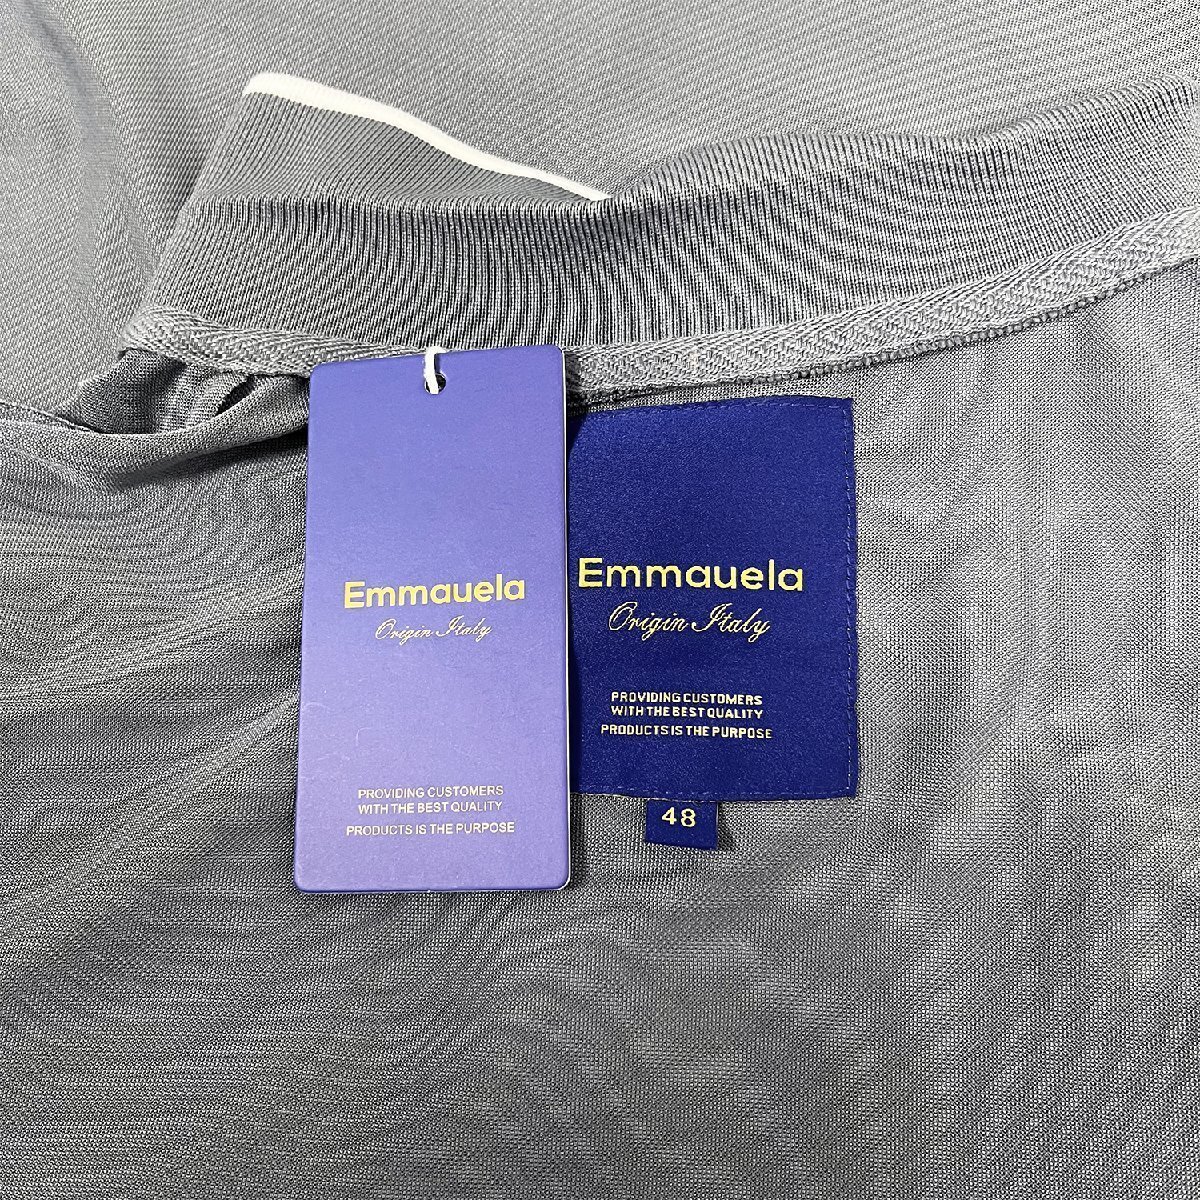 Emmauela
Origin Italy
PROVIDING CUSTOMERS
WITH THE BEST QUALITY
PRODUCTS IS THE PURPOSE
Emmauela
Origin Italy
PROVIDING CUSTOMERS
WITH THE BEST QUALITY
PRODUCTS IS THE PURPOSE
48